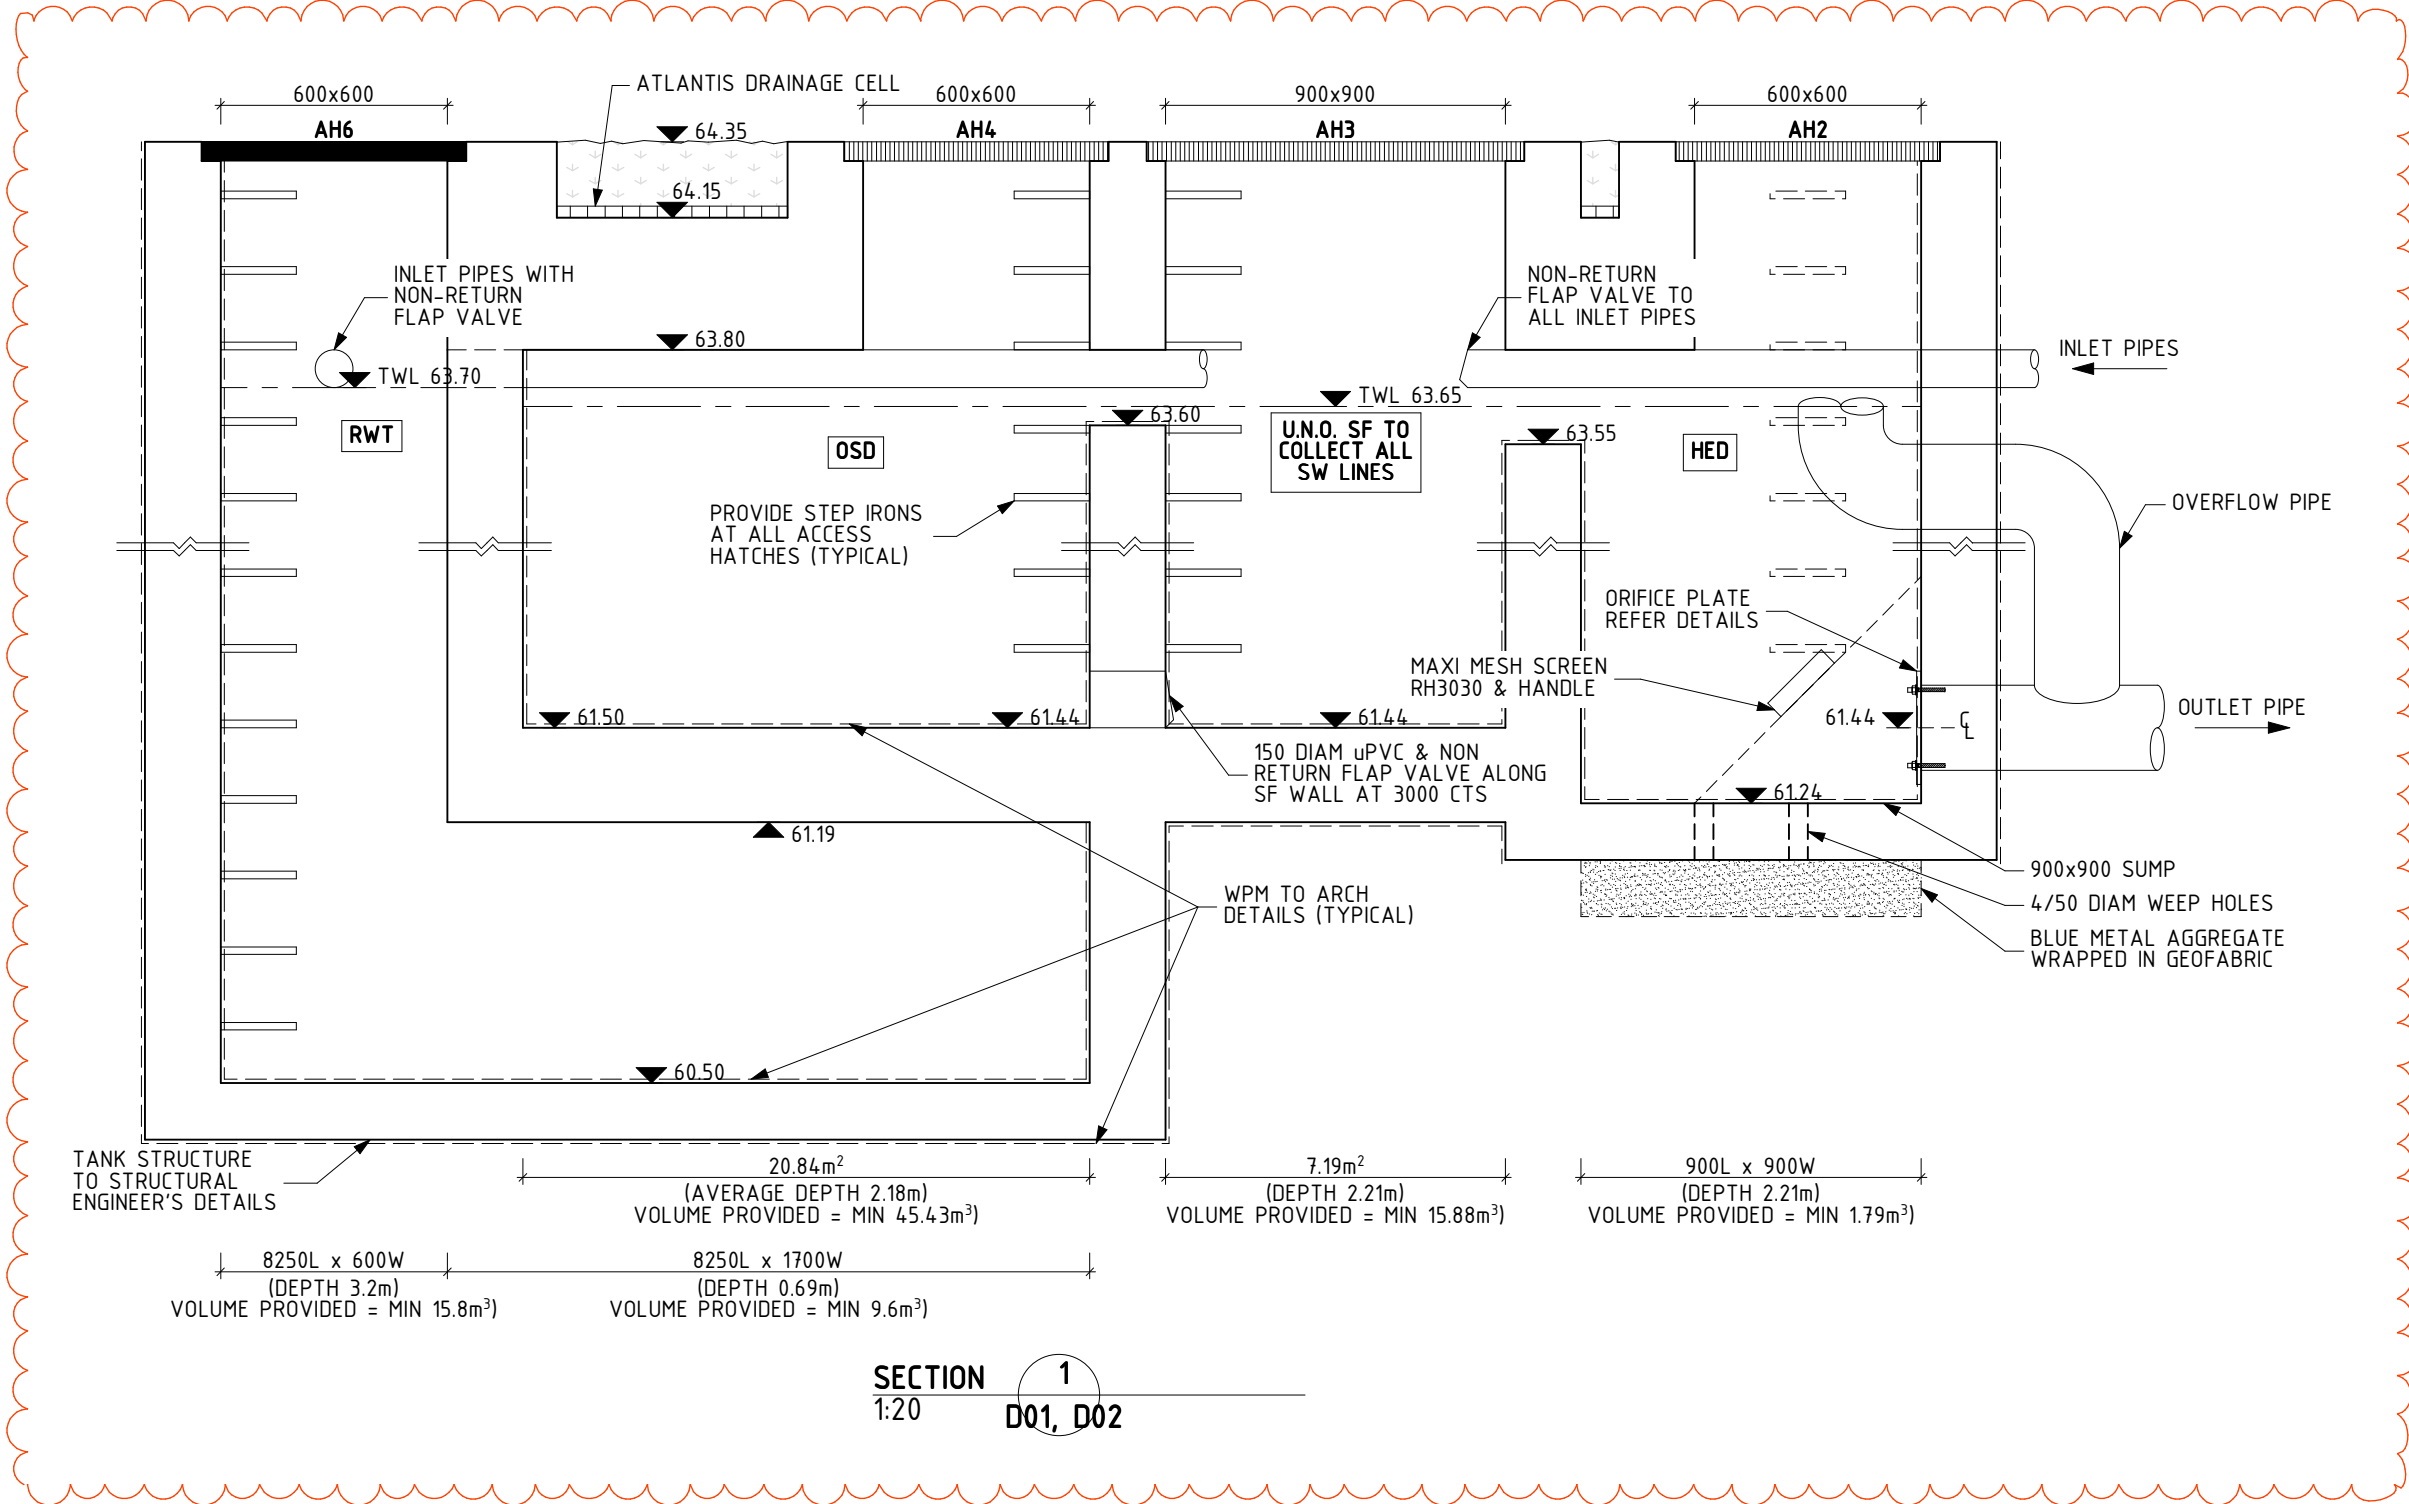 ATLANTIS DRAINAGE CELL
600x600
600x600
900x900
600x600
AH6
AH4
AH3
AH2
64.35
64.15
INLET PIPES WITH
NON-RETURN
FLAP VALVE
NON-RETURN
FLAP VALVE TO
ALL INLET PIPES
63.80
INLET PIPES
TWL 63.70
TWL 63.65
63.60
RWT
OSD
U.N.O. SF TO
COLLECT ALL
SW LINES
63.55
HED
OVERFLOW PIPE
PROVIDE STEP IRONS
AT ALL ACCESS
HATCHES (TYPICAL)
ORIFICE PLATE
REFER DETAILS
MAXI MESH SCREEN
RH3030 & HANDLE
61.50
61.44
61.44
61.44
℄
OUTLET PIPE
150 DIAM uPVC & NON
RETURN FLAP VALVE ALONG
SF WALL AT 3000 CTS
61.24
61.19
900x900 SUMP
4/50 DIAM WEEP HOLES
BLUE METAL AGGREGATE
WRAPPED IN GEOFABRIC
WPM TO ARCH
DETAILS (TYPICAL)
60.50
TANK STRUCTURE
TO STRUCTURAL
ENGINEER'S DETAILS
20.84m²
(AVERAGE DEPTH 2.18m)
VOLUME PROVIDED = MIN 45.43m³)
7.19m²
(DEPTH 2.21m)
VOLUME PROVIDED = MIN 15.88m³)
900L x 900W
(DEPTH 2.21m)
VOLUME PROVIDED = MIN 1.79m³)
8250L x 600W
(DEPTH 3.2m)
VOLUME PROVIDED = MIN 15.8m³)
8250L x 1700W
(DEPTH 0.69m)
VOLUME PROVIDED = MIN 9.6m³)
SECTION
1
1:20
D01, D02